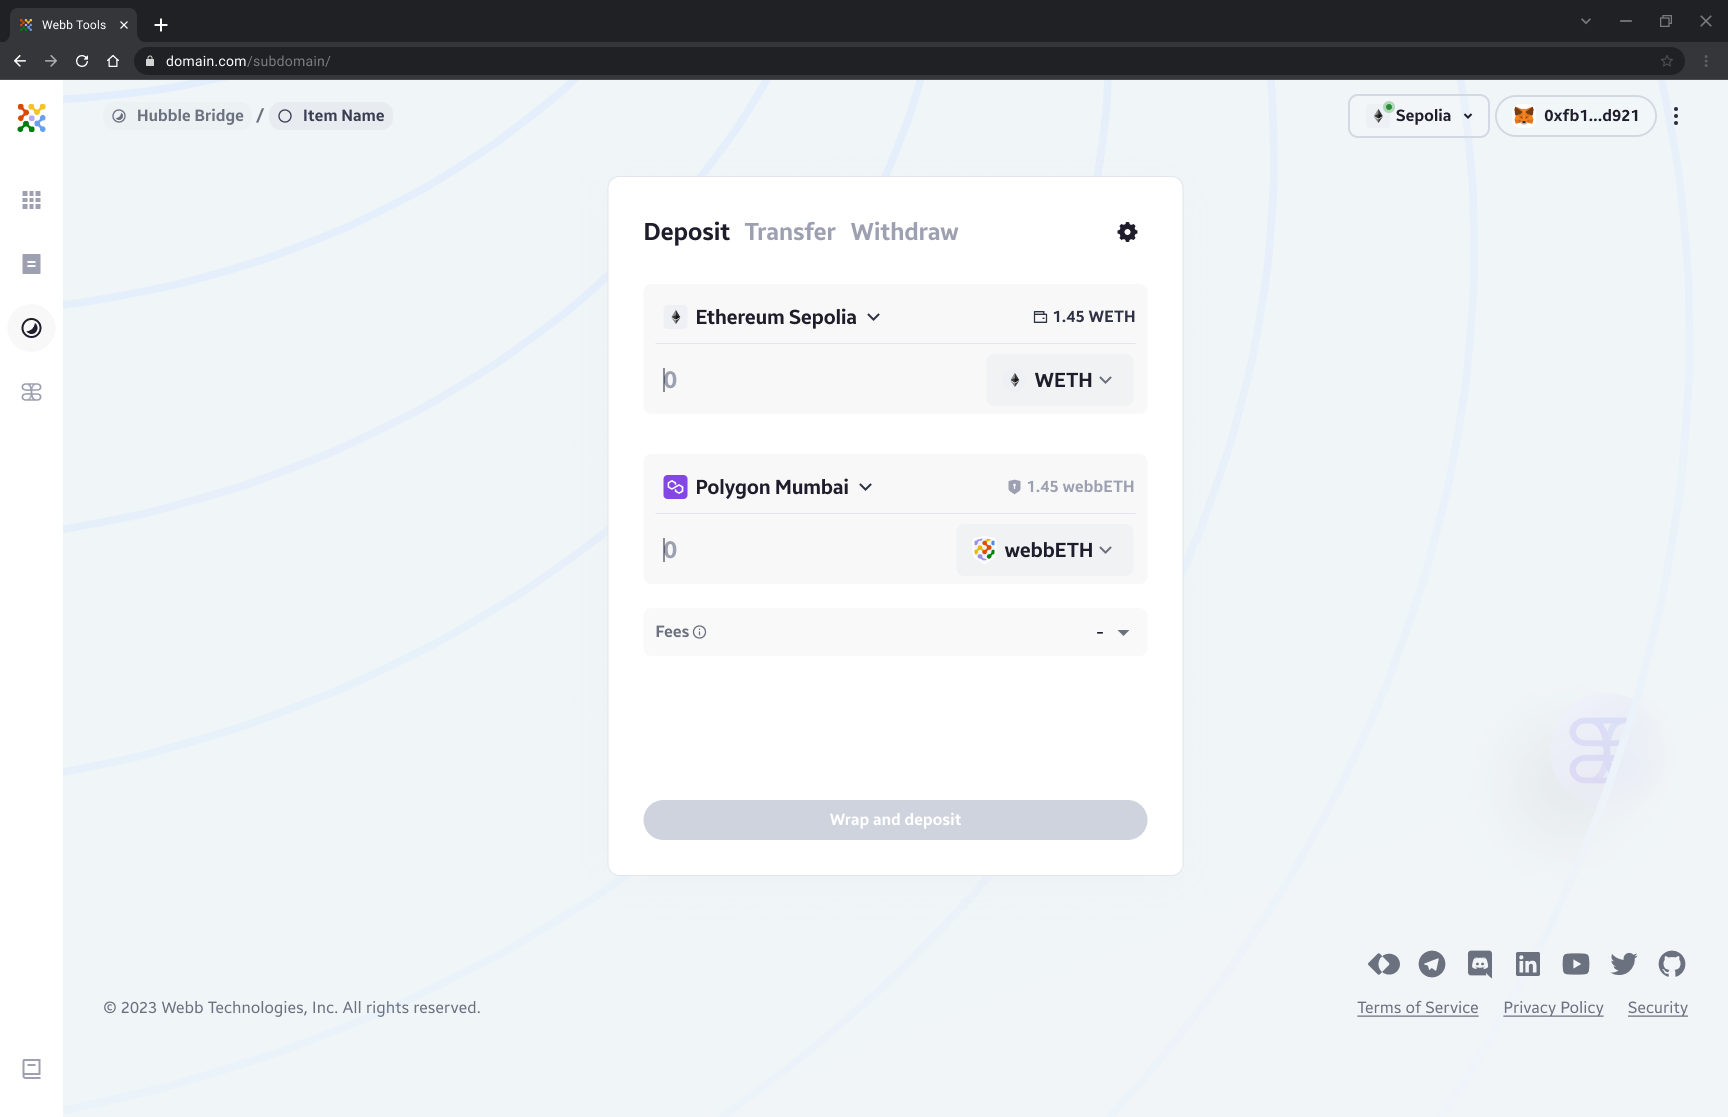 Webb Tools
domain.com/subdomain/
Hubble Bridge / Item Name
Sepolia
0xfb1...d921
Deposit Transfer Withdraw
Ethereum Sepolia
1.45 WETH
0
WETH
Polygon Mumbai
1.45 webbETH
0
webbETH
Fees
-
Wrap and deposit
© 2023 Webb Technologies, Inc. All rights reserved.
Terms of Service Privacy Policy Security